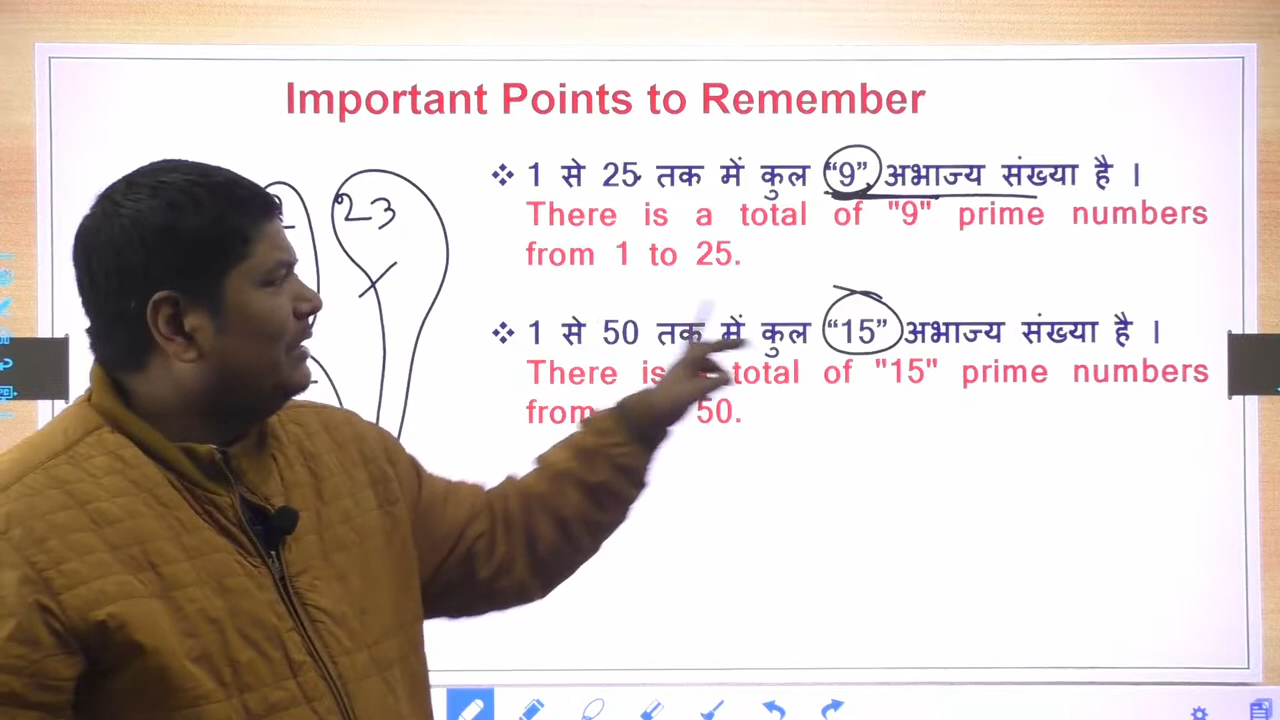 Important Points to Remember
❖ 1 से 25 तक में कुल “9” अभाज्य संख्या है ।
There is a total of "9" prime numbers
from 1 to 25.
❖ 1 से 50 तक में कुल “15” अभाज्य संख्या है ।
There is total of "15" prime numbers
from 50.
23